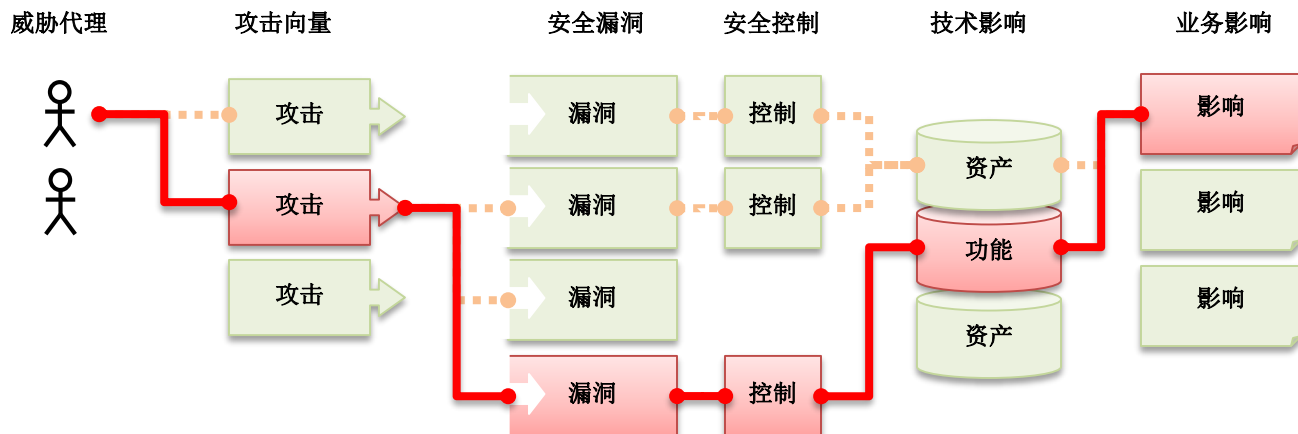 威胁代理 攻击向量 安全漏洞 安全控制 技术影响 业务影响
攻击 漏洞 控制 影响
资产
攻击 漏洞 控制 影响
功能
攻击 漏洞 影响
资产
漏洞 控制